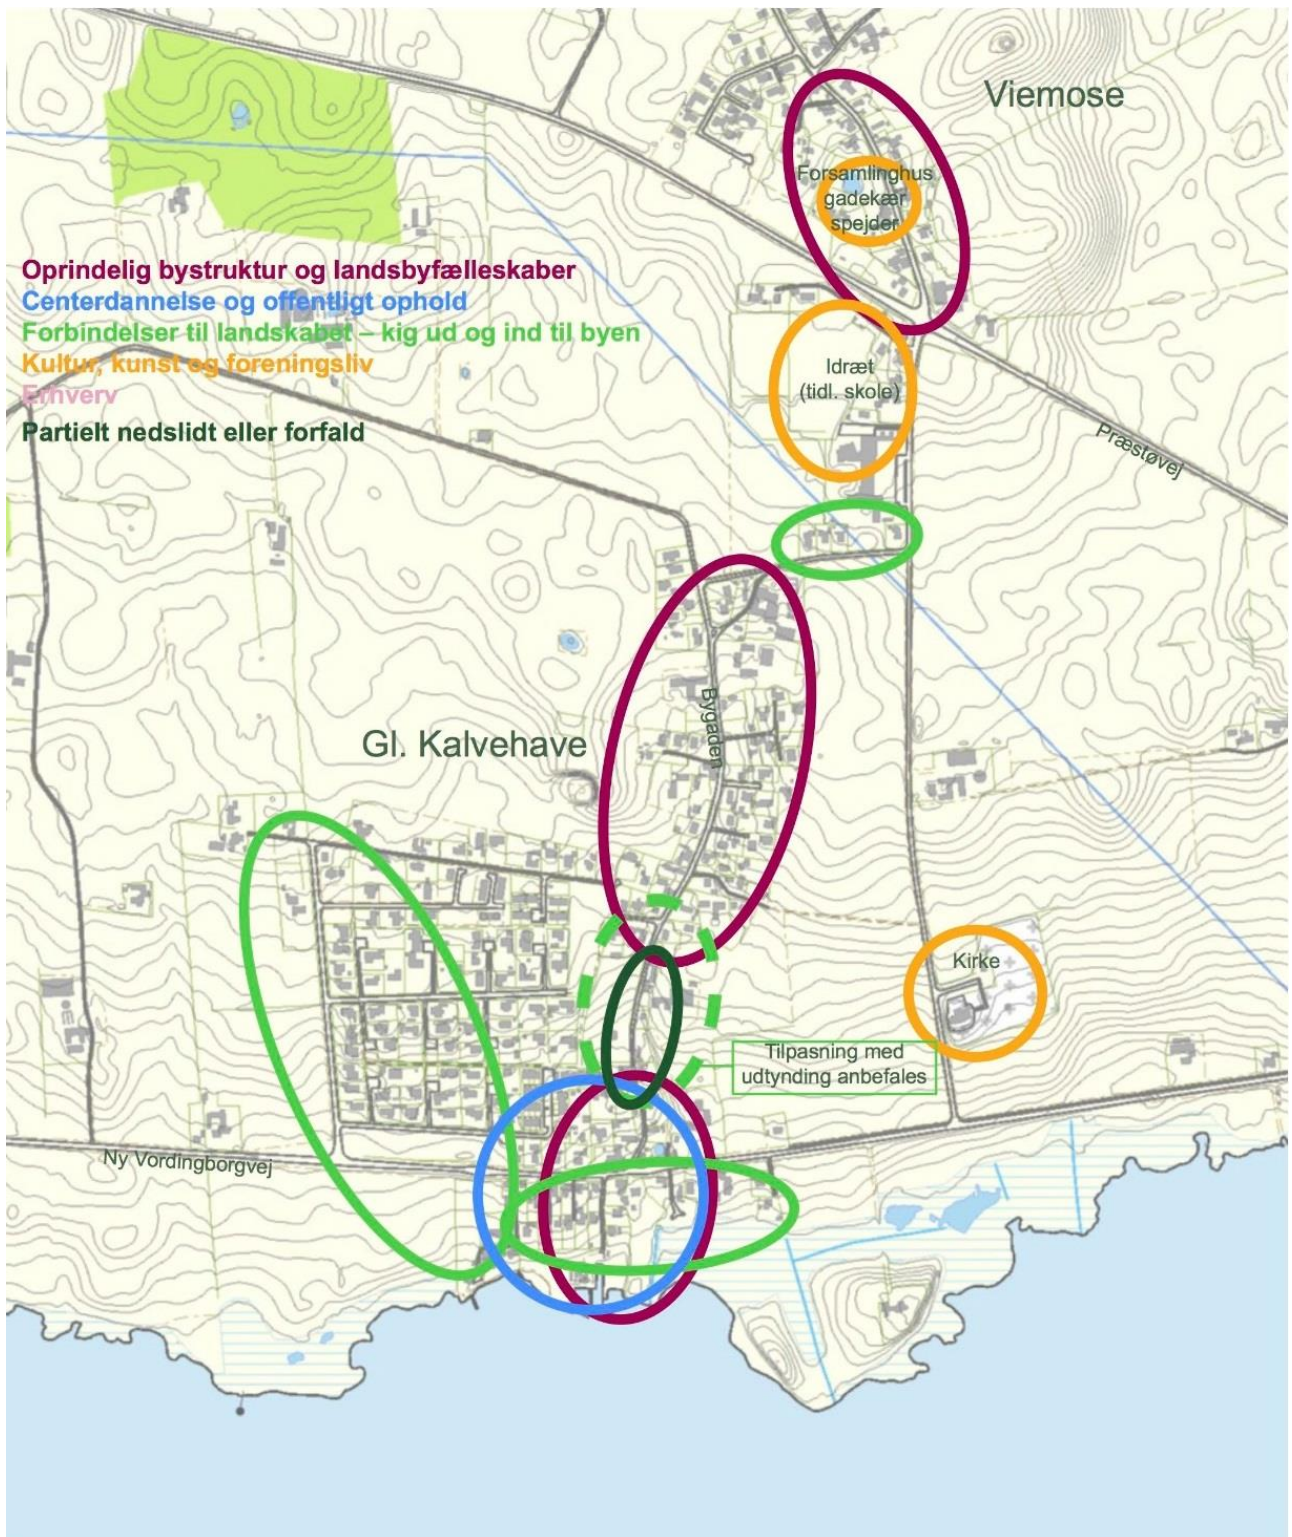 Viemose
Forsamlinghus
gadekær
spejder
Oprindelig bystruktur og landsbyfælleskaber
Centerdannelse og offentligt ophold
Forbindelser til landskabet – kig ud og ind til byen
Kultur, kunst og foreningsliv
Erhverv
Partielt nedslidt eller forfald
Idræt
(tidl. skole)
Præstøvej
Bygaden
Gl. Kalvehave
Kirke
Tilpasning med
udtynding anbefales
Ny Vordingborgvej